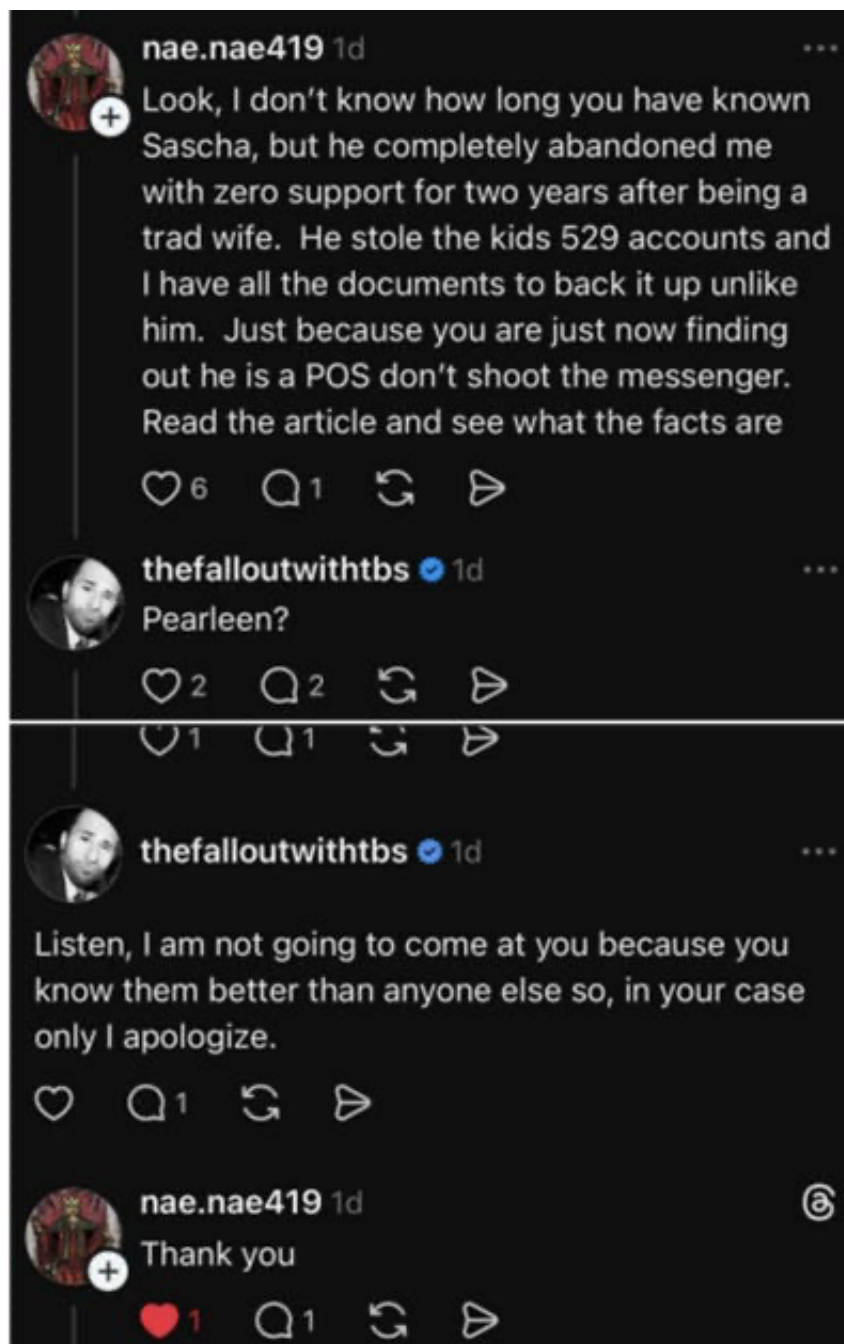 nae.nae419 1d
Look, I don't know how long you have known
Sascha, but he completely abandoned me
with zero support for two years after being a
trad wife.  He stole the kids 529 accounts and
I have all the documents to back it up unlike
him.  Just because you are just now finding
out he is a POS don't shoot the messenger.
Read the article and see what the facts are
6 1
thefalloutwithtbs 1d
Pearleen?
2 2
1 1
thefalloutwithtbs 1d
Listen, I am not going to come at you because you
know them better than anyone else so, in your case
only I apologize.
1
nae.nae419 1d
Thank you
1 1